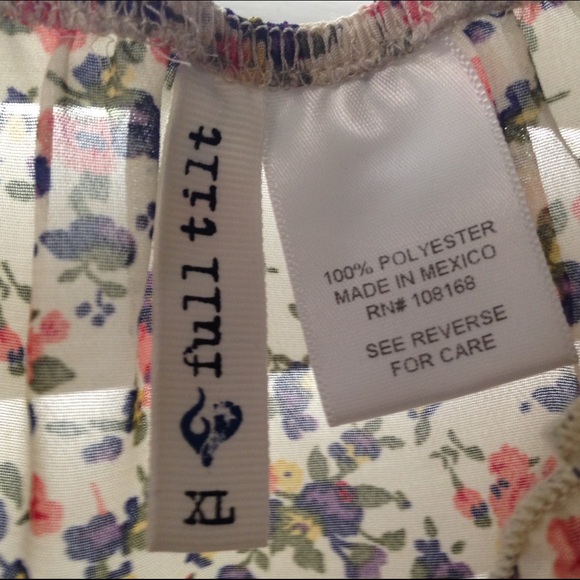 full tilt
XL
100% POLYESTER
MADE IN MEXICO
RN# 108168
SEE REVERSE
FOR CARE